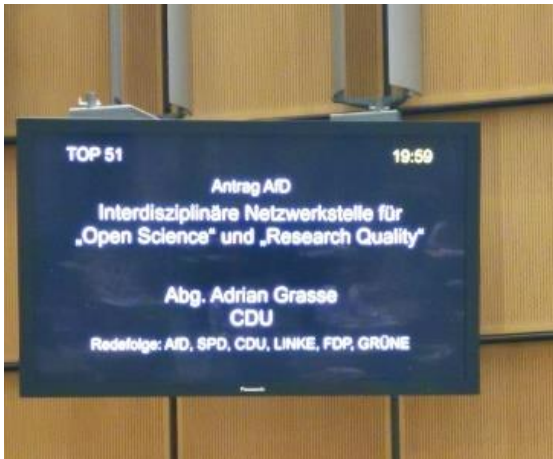 TOP 51 19:59
Antrag AfD
Interdisziplinäre Netzwerkstelle für
„Open Science“ und „Research Quality“
Abg. Adrian Grasse
CDU
Redefolge: AfD, SPD, CDU, LINKE, FDP, GRÜNE
Panasonic